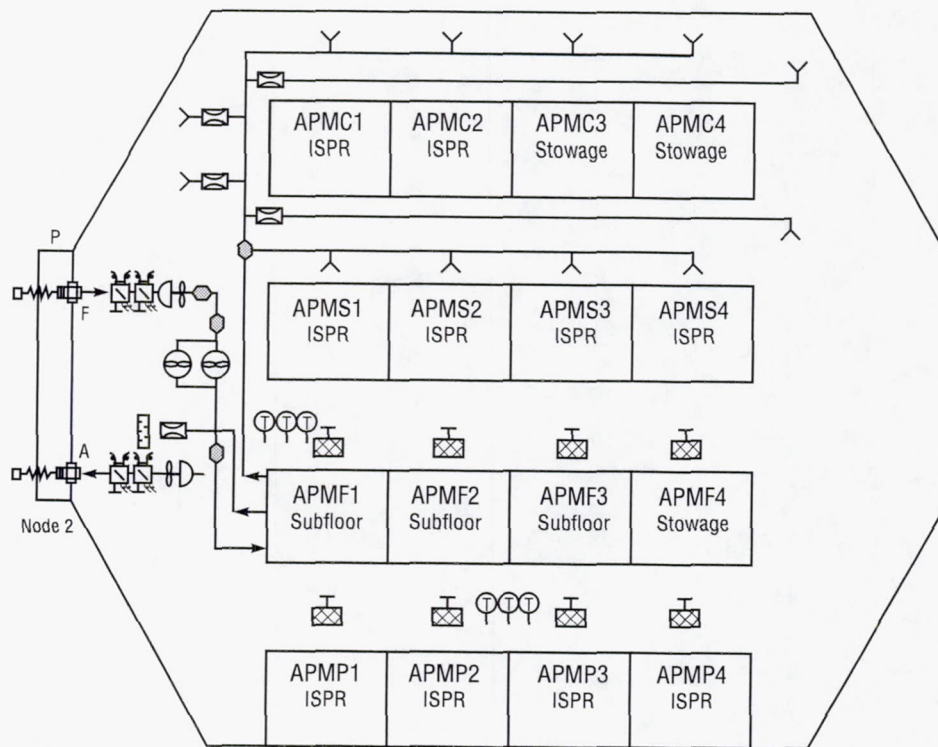 APMC1 APMC2 APMC3 APMC4
ISPR ISPR Stowage Stowage
P
F
APMS1 APMS2 APMS3 APMS4
ISPR ISPR ISPR ISPR
T T T
A
APMF1 APMF2 APMF3 APMF4
Subfloor Subfloor Subfloor Stowage
Node 2
T T T
APMP1 APMP2 APMP3 APMP4
ISPR ISPR ISPR ISPR